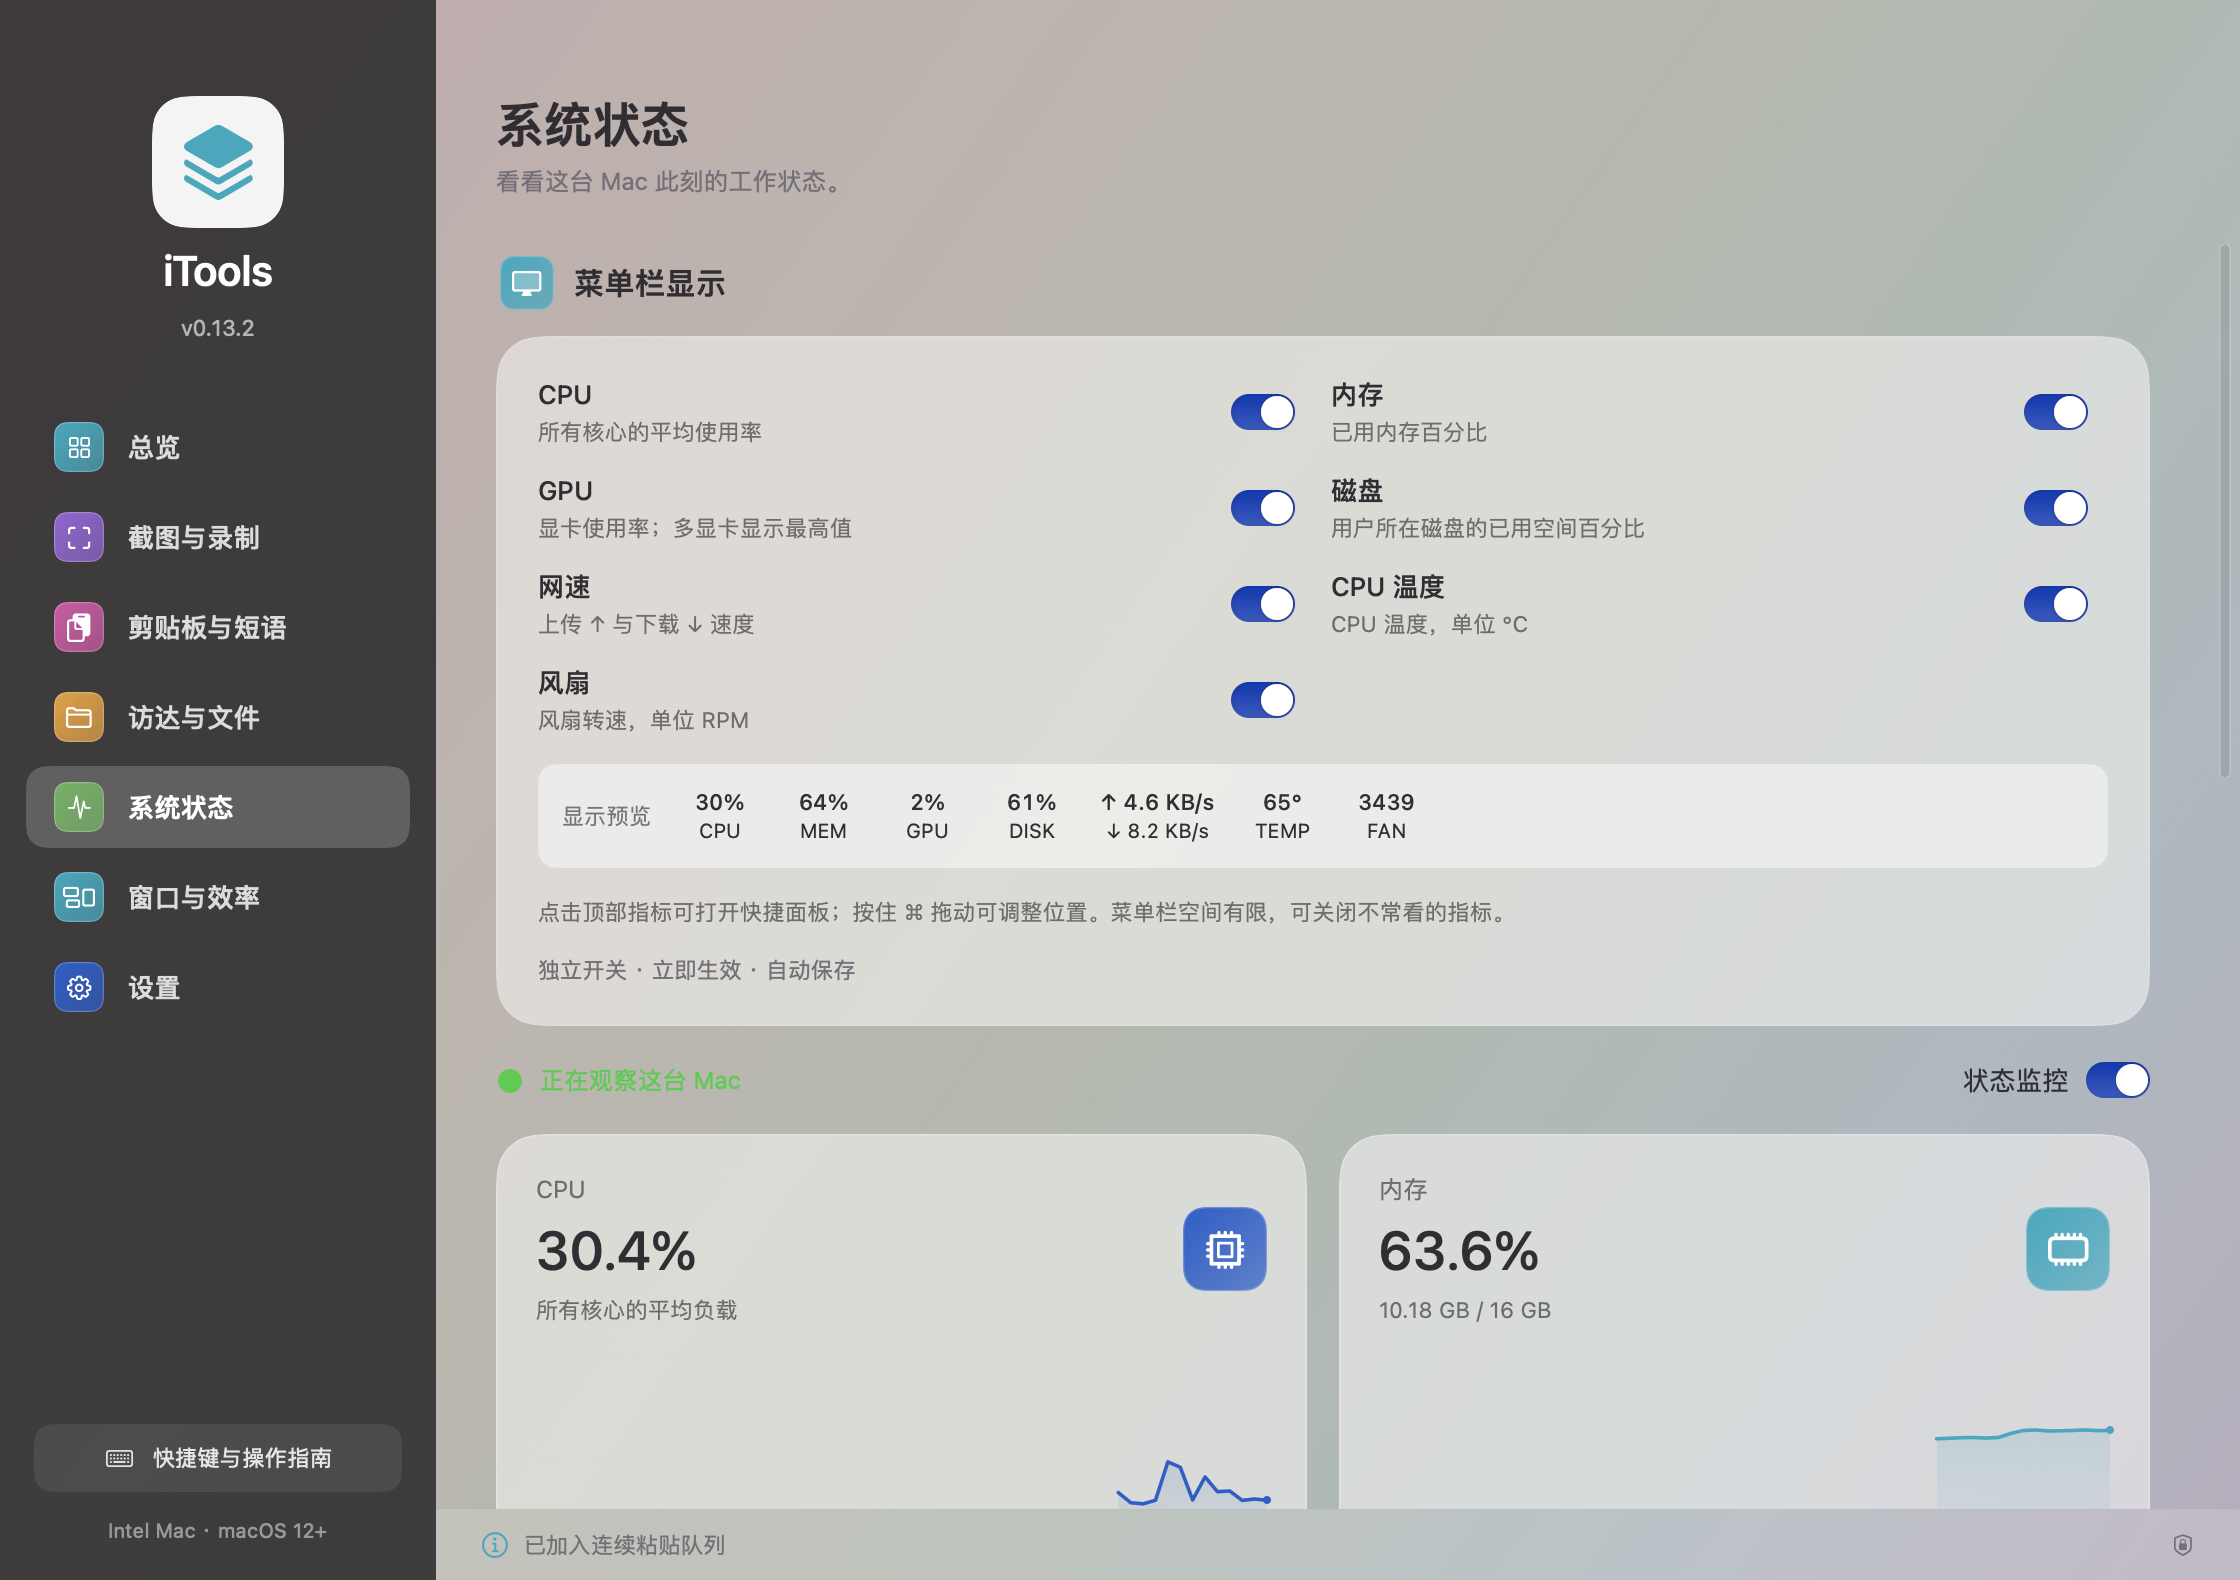 iTools
v0.13.2
总览
截图与录制
剪贴板与短语
访达与文件
系统状态
窗口与效率
设置
快捷键与操作指南
Intel Mac · macOS 12+
系统状态
看看这台 Mac 此刻的工作状态。
菜单栏显示
CPU
所有核心的平均使用率
内存
已用内存百分比
GPU
显卡使用率；多显卡显示最高值
磁盘
用户所在磁盘的已用空间百分比
网速
上传 ↑ 与下载 ↓ 速度
CPU 温度
CPU 温度，单位 °C
风扇
风扇转速，单位 RPM
显示预览
30% 64% 2% 61% ↑ 4.6 KB/s 65° 3439
CPU MEM GPU DISK ↓ 8.2 KB/s TEMP FAN
点击顶部指标可打开快捷面板；按住 ⌘ 拖动可调整位置。菜单栏空间有限，可关闭不常看的指标。
独立开关 · 立即生效 · 自动保存
正在观察这台 Mac
状态监控
CPU
30.4%
所有核心的平均负载
内存
63.6%
10.18 GB / 16 GB
已加入连续粘贴队列